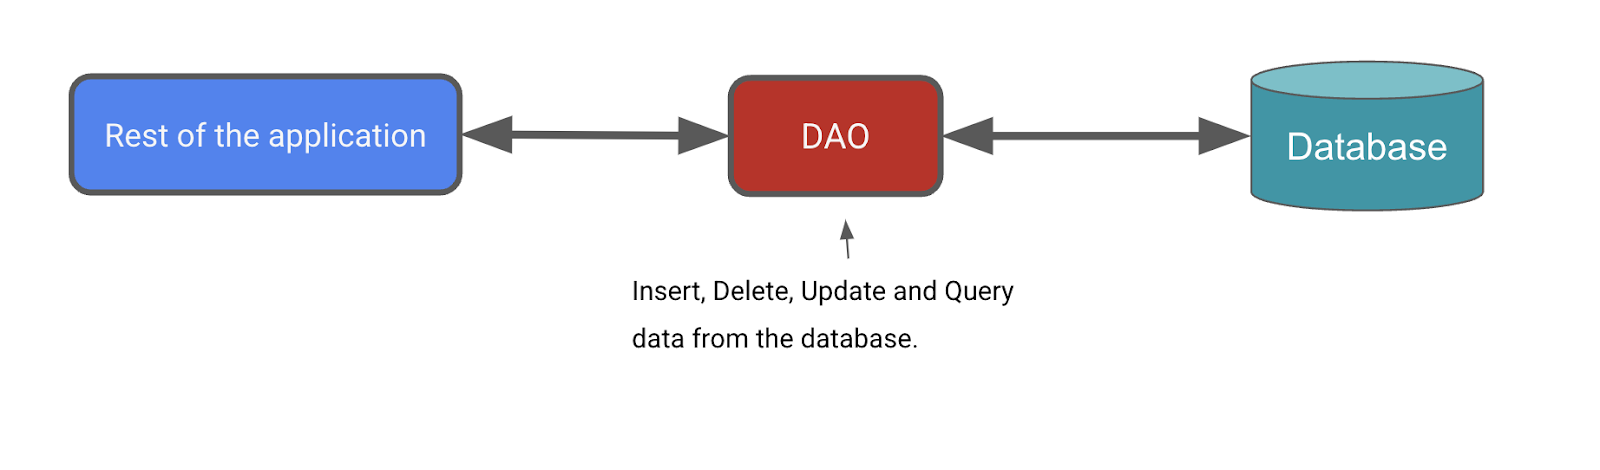 Rest of the application
DAO
Database
Insert, Delete, Update and Query
data from the database.